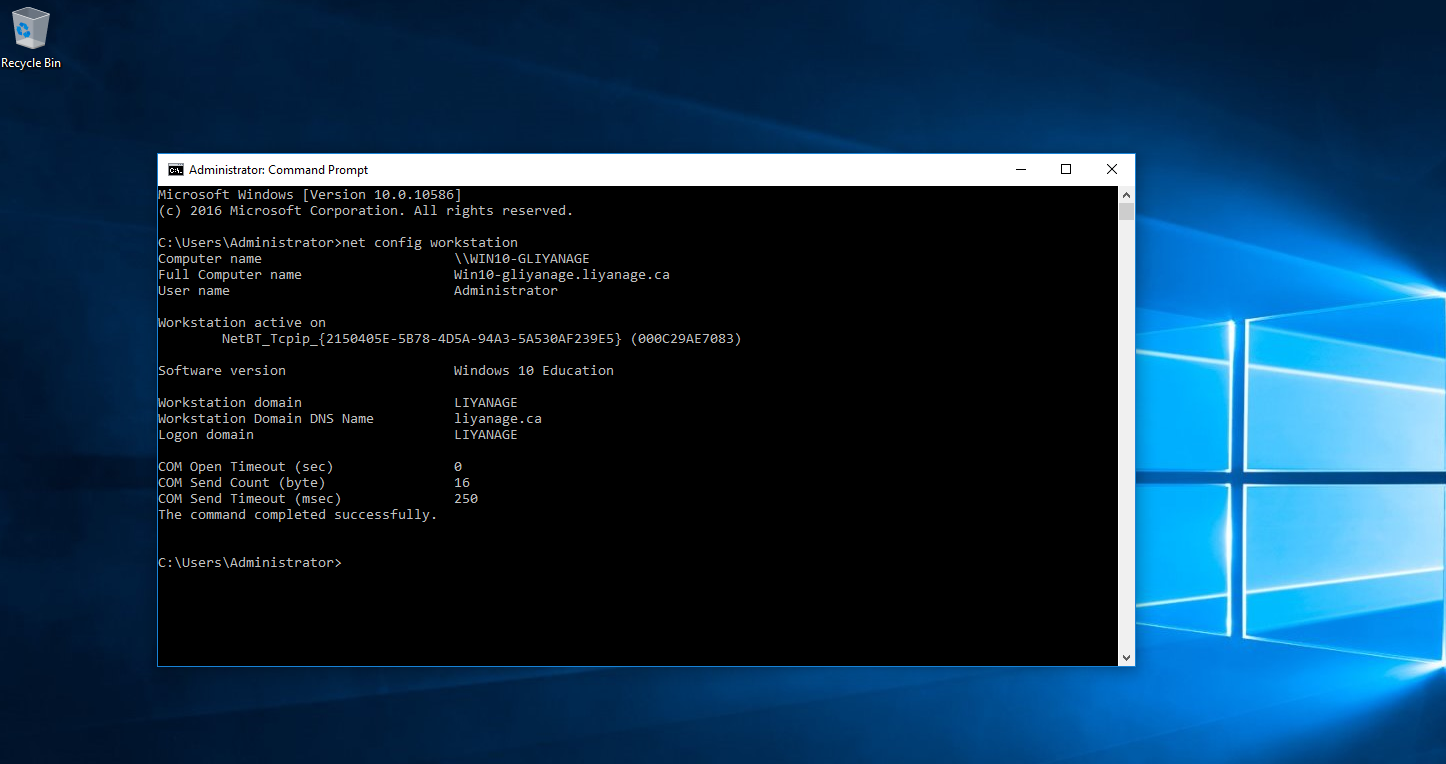 Recycle Bin
Administrator: Command Prompt
Microsoft Windows [Version 10.0.10586]
(c) 2016 Microsoft Corporation. All rights reserved.
C:\Users\Administrator>net config workstation
Computer name                        \\WIN10-GLIYANAGE
Full Computer name                   Win10-gliyanage.liyanage.ca
User name                            Administrator
Workstation active on
        NetBT_Tcpip_{2150405E-5B78-4D5A-94A3-5A530AF239E5} (000C29AE7083)
Software version                     Windows 10 Education
Workstation domain                   LIYANAGE
Workstation Domain DNS Name          liyanage.ca
Logon domain                         LIYANAGE
COM Open Timeout (sec)               0
COM Send Count (byte)                16
COM Send Timeout (msec)              250
The command completed successfully.
C:\Users\Administrator>